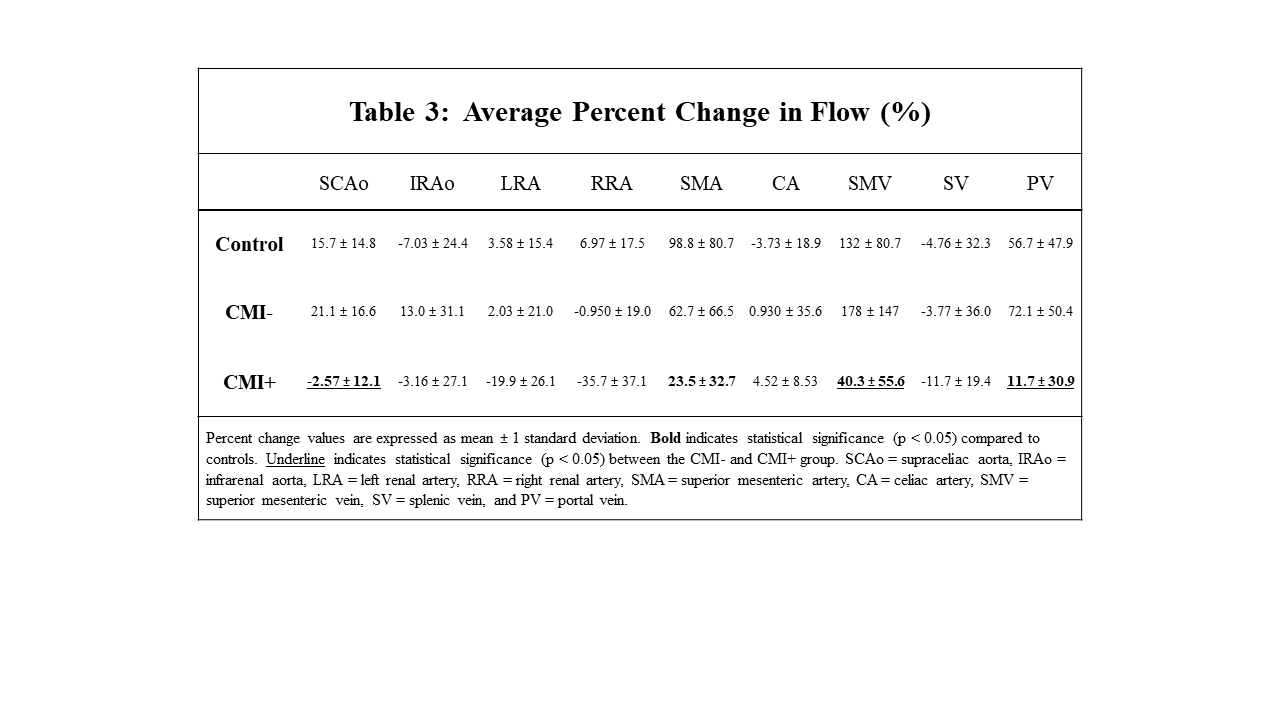 Table 3: Average Percent Change in Flow (%)
SCAo IRAo LRA RRA SMA CA SMV SV PV
Control 15.7 ± 14.8 -7.03 ± 24.4 3.58 ± 15.4 6.97 ± 17.5 98.8 ± 80.7 -3.73 ± 18.9 132 ± 80.7 -4.76 ± 32.3 56.7 ± 47.9
CMI- 21.1 ± 16.6 13.0 ± 31.1 2.03 ± 21.0 -0.950 ± 19.0 62.7 ± 66.5 0.930 ± 35.6 178 ± 147 -3.77 ± 36.0 72.1 ± 50.4
CMI+ -2.57 ± 12.1 -3.16 ± 27.1 -19.9 ± 26.1 -35.7 ± 37.1 23.5 ± 32.7 4.52 ± 8.53 40.3 ± 55.6 -11.7 ± 19.4 11.7 ± 30.9
Percent change values are expressed as mean ± 1 standard deviation. Bold indicates statistical significance (p < 0.05) compared to
controls. Underline indicates statistical significance (p < 0.05) between the CMI- and CMI+ group. SCAo = supraceliac aorta, IRAo =
infrarenal aorta, LRA = left renal artery, RRA = right renal artery, SMA = superior mesenteric artery, CA = celiac artery, SMV =
superior mesenteric vein, SV = splenic vein, and PV = portal vein.